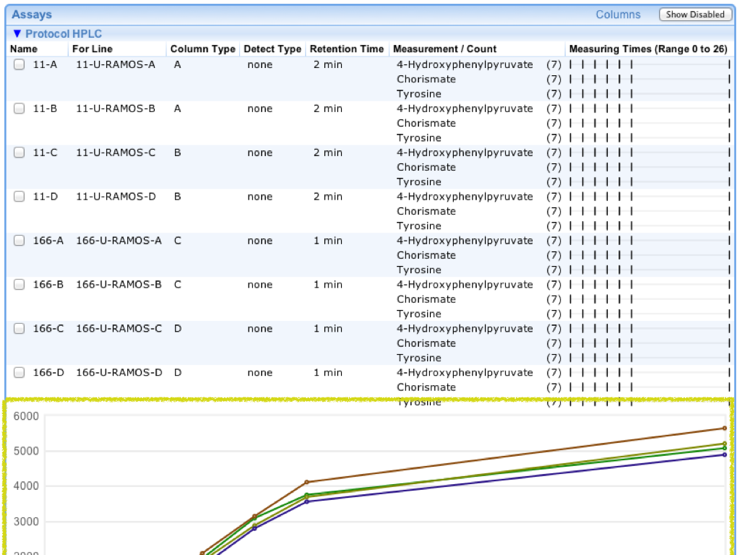 Assays Columns Show Disabled
▼ Protocol HPLC
Name For Line Column Type Detect Type Retention Time Measurement / Count Measuring Times (Range 0 to 26)
11-A 11-U-RAMOS-A A none 2 min 4-Hydroxyphenylpyruvate (7)
Chorismate (7)
Tyrosine (7)
11-B 11-U-RAMOS-B A none 2 min 4-Hydroxyphenylpyruvate (7)
Chorismate (7)
Tyrosine (7)
11-C 11-U-RAMOS-C B none 2 min 4-Hydroxyphenylpyruvate (7)
Chorismate (7)
Tyrosine (7)
11-D 11-U-RAMOS-D B none 2 min 4-Hydroxyphenylpyruvate (7)
Chorismate (7)
Tyrosine (7)
166-A 166-U-RAMOS-A C none 1 min 4-Hydroxyphenylpyruvate (7)
Chorismate (7)
Tyrosine (7)
166-B 166-U-RAMOS-B C none 1 min 4-Hydroxyphenylpyruvate (7)
Chorismate (7)
Tyrosine (7)
166-C 166-U-RAMOS-C D none 1 min 4-Hydroxyphenylpyruvate (7)
Chorismate (7)
Tyrosine (7)
166-D 166-U-RAMOS-D D none 1 min 4-Hydroxyphenylpyruvate (7)
Chorismate (7)
Tyrosine (7)
6000
5000
4000
3000